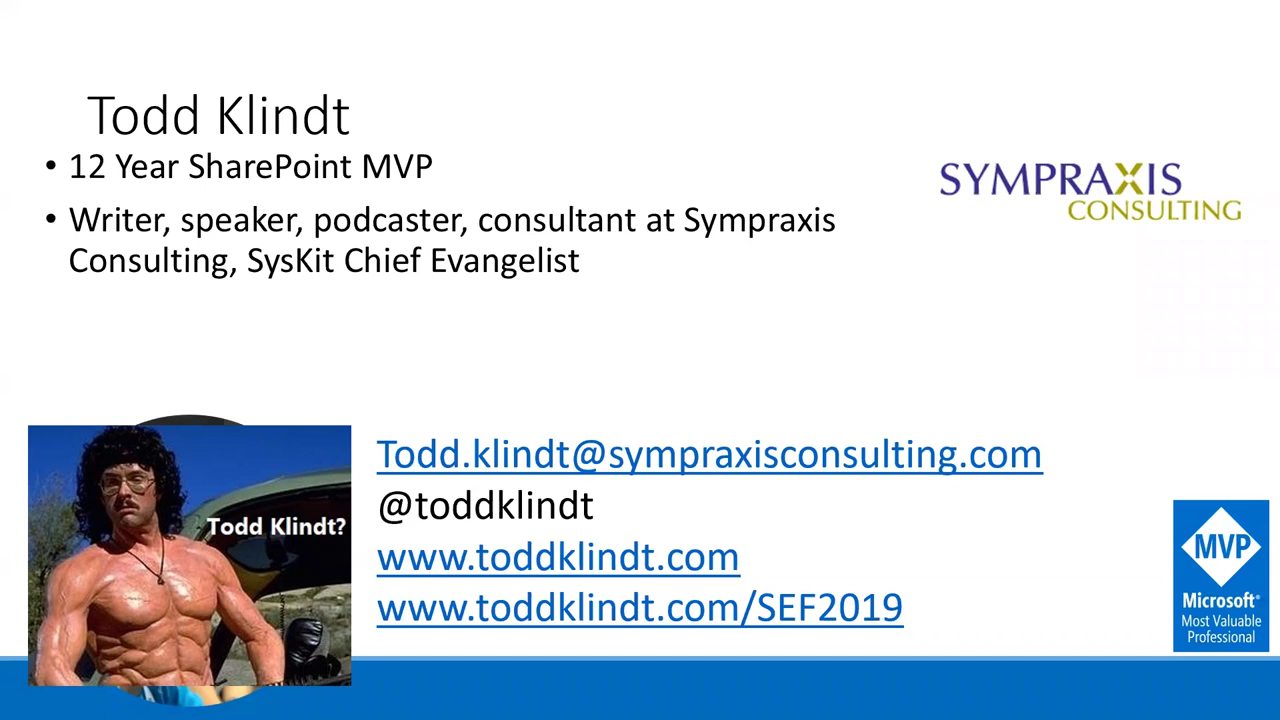 Todd Klindt
• 12 Year SharePoint MVP
• Writer, speaker, podcaster, consultant at Sympraxis
Consulting, SysKit Chief Evangelist
SYMPRAXIS
CONSULTING
Todd Klindt?
Todd.klindt@sympraxisconsulting.com
@toddklindt
www.toddklindt.com
www.toddklindt.com/SEF2019
MVP
Microsoft®
Most Valuable
Professional